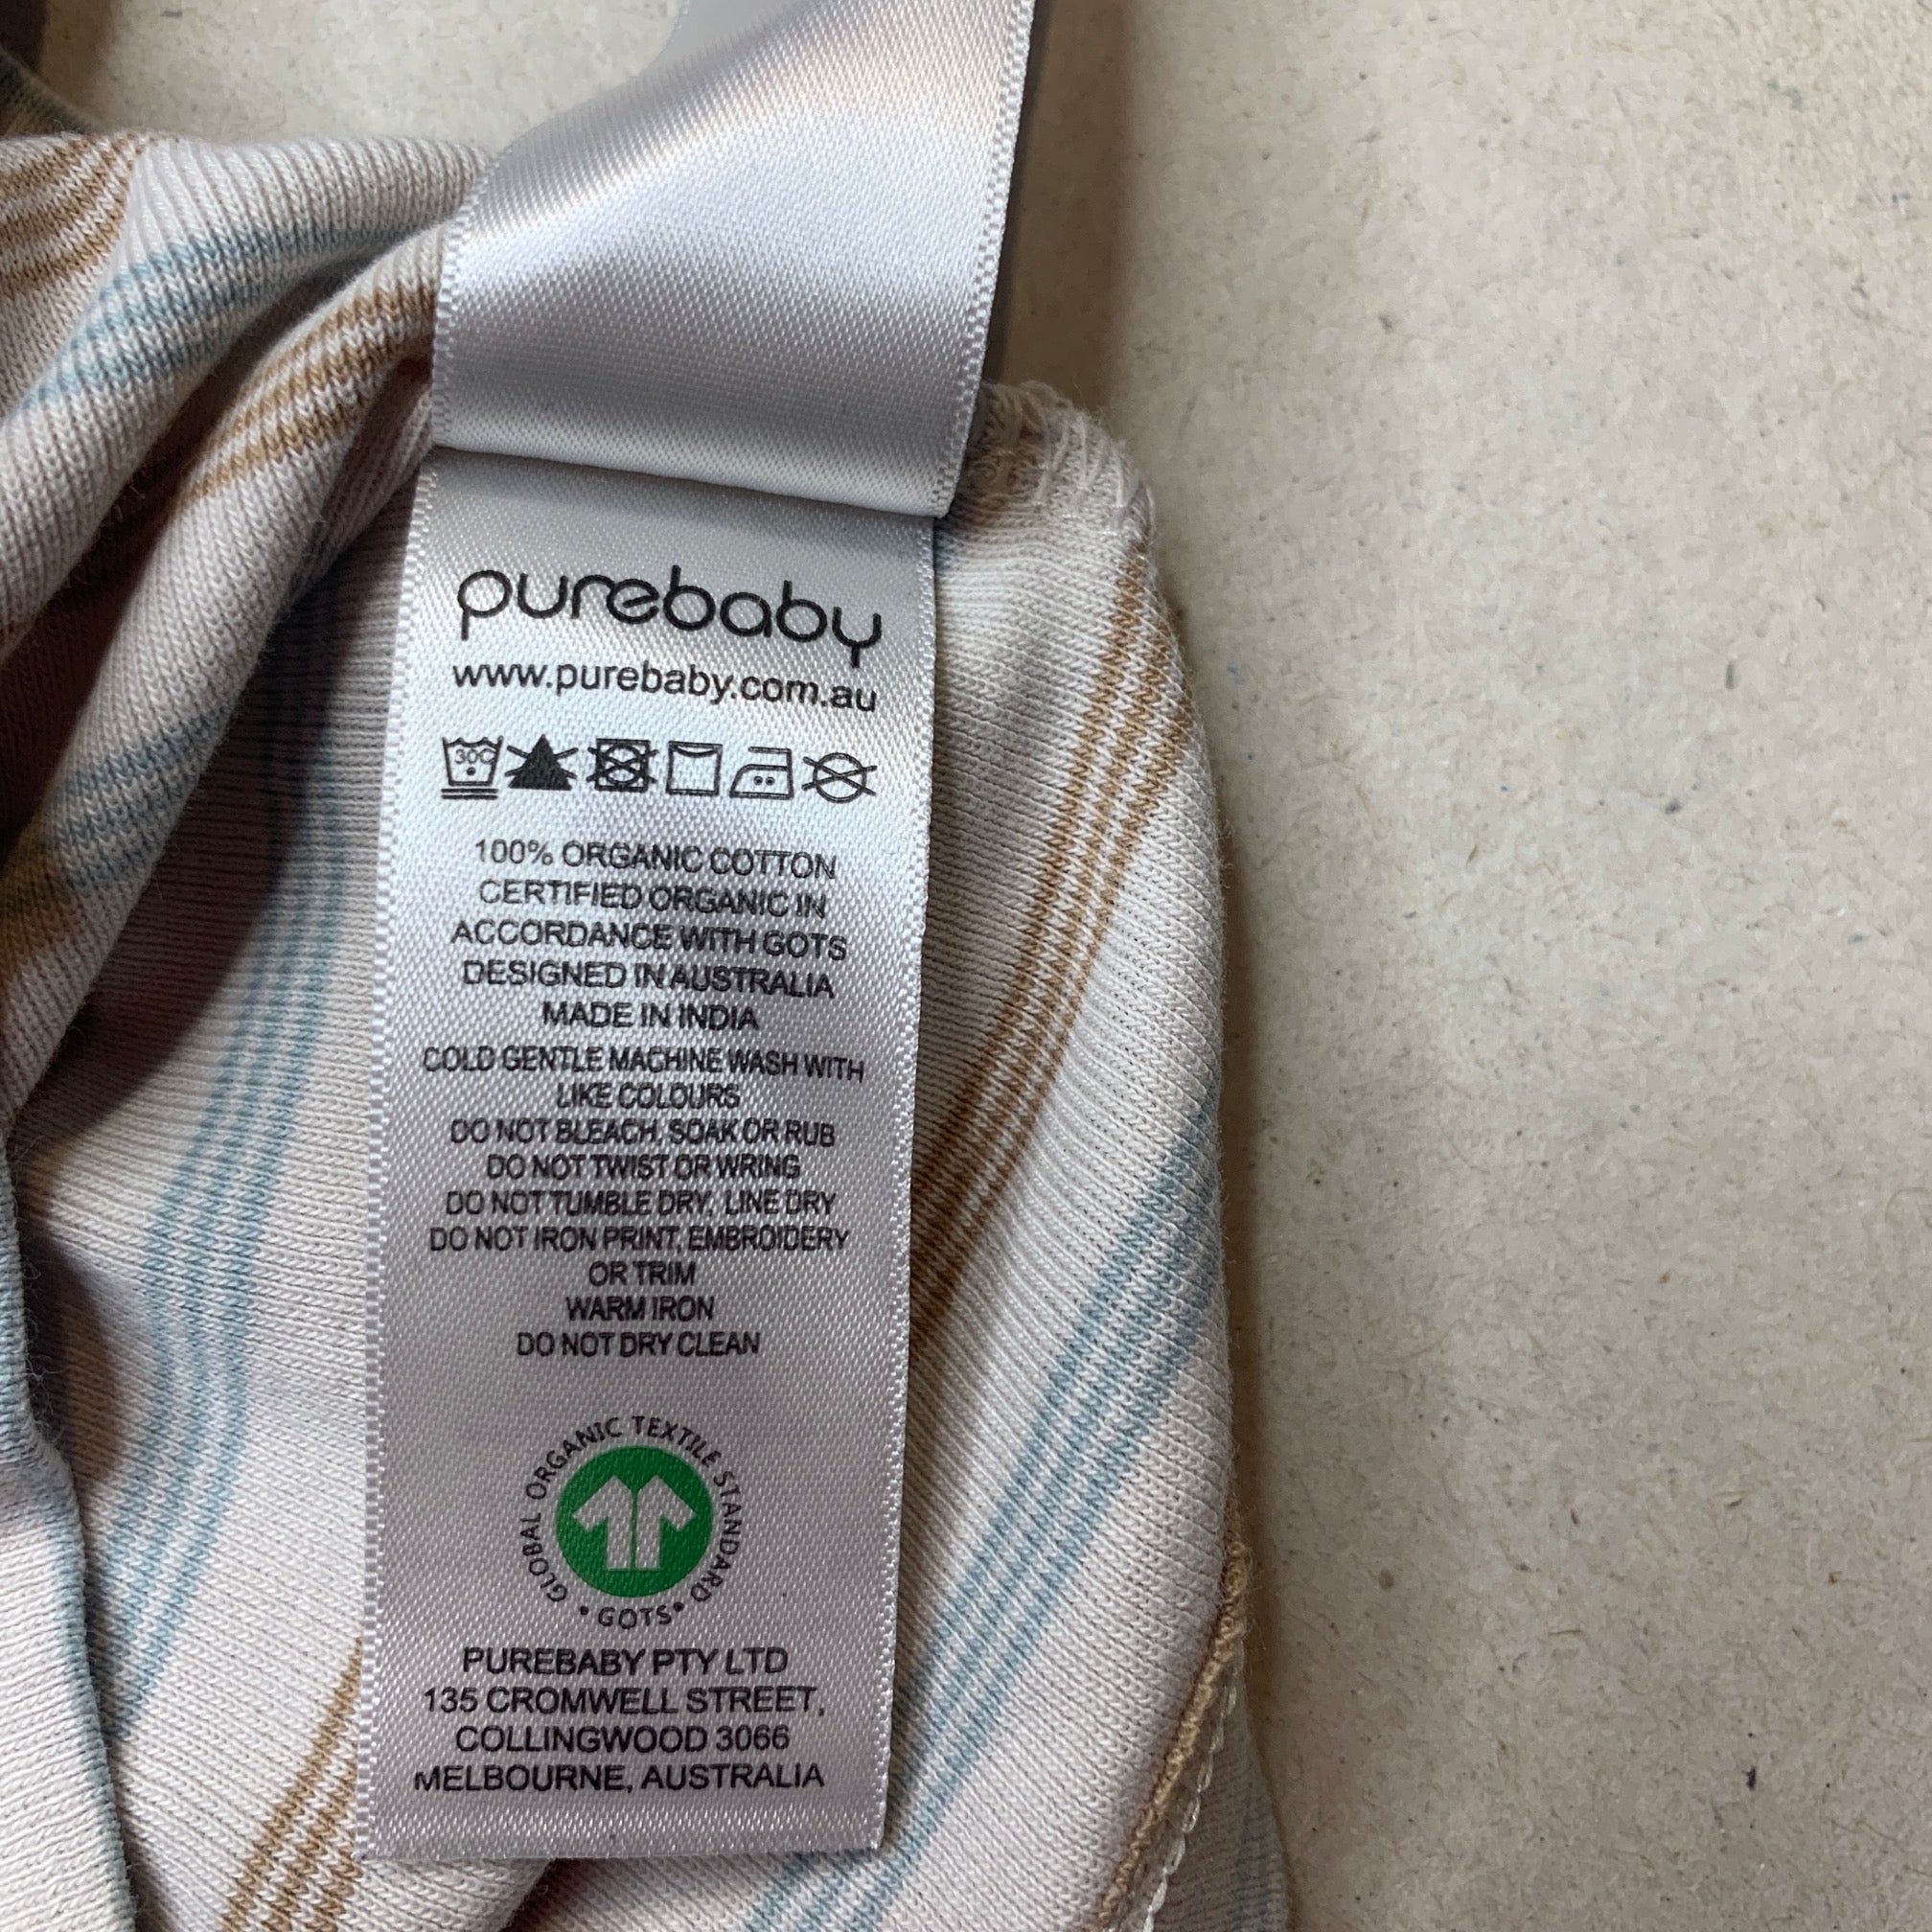 purebaby
www.purebaby.com.au
30C
100% ORGANIC COTTON
CERTIFIED ORGANIC IN
ACCORDANCE WITH GOTS
DESIGNED IN AUSTRALIA
MADE IN INDIA
COLD GENTLE MACHINE WASH WITH
LIKE COLOURS
DO NOT BLEACH, SOAK OR RUB
DO NOT TWIST OR WRING
DO NOT TUMBLE DRY, LINE DRY
DO NOT IRON PRINT, EMBROIDERY
OR TRIM
WARM IRON
DO NOT DRY CLEAN
GLOBAL ORGANIC TEXTILE STANDARD
• GOTS •
PUREBABY PTY LTD
135 CROMWELL STREET,
COLLINGWOOD 3066
MELBOURNE, AUSTRALIA